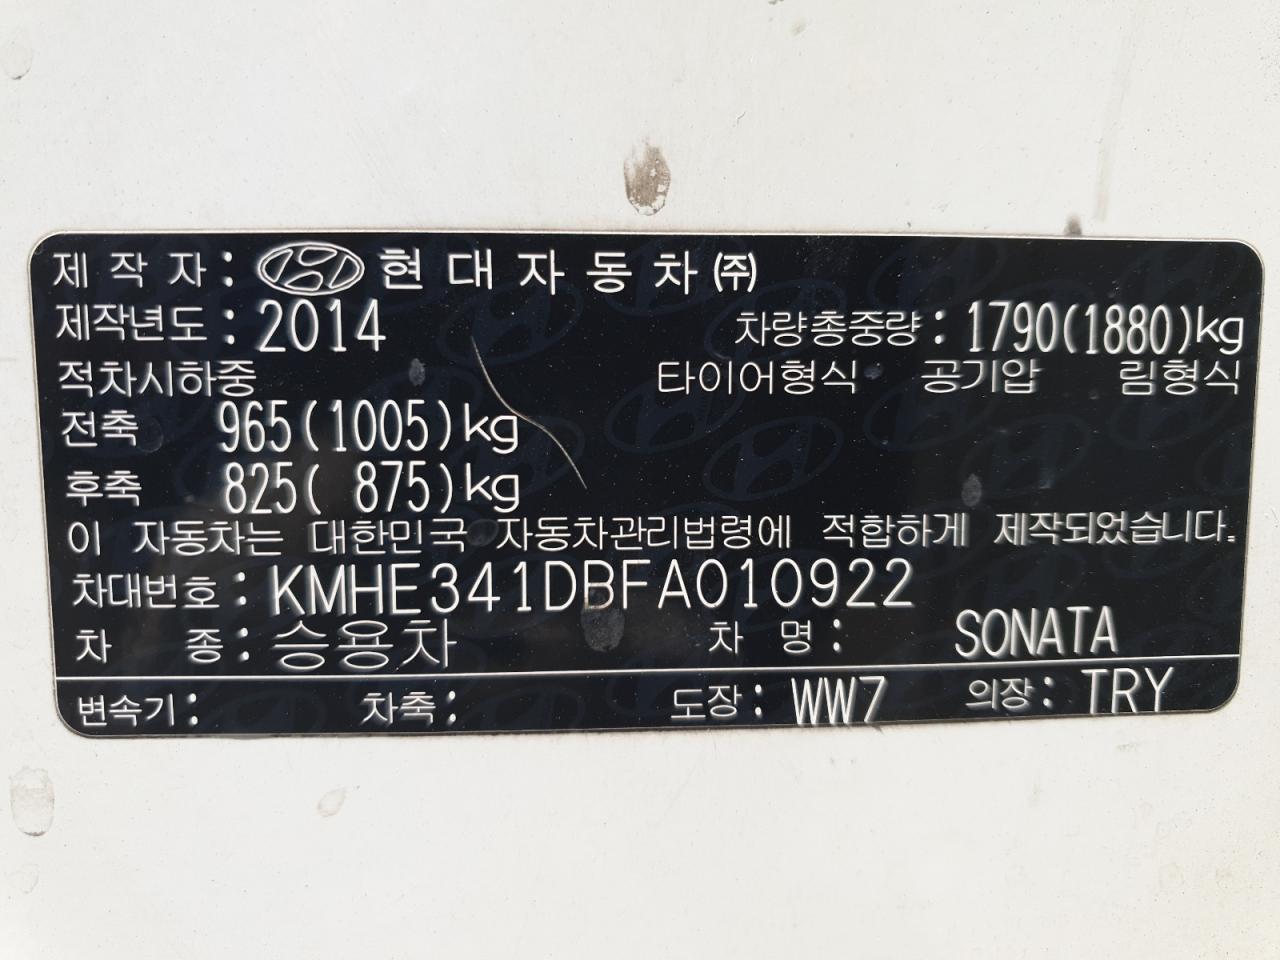 제작자: 현대자동차(주)
제작년도: 2014 차량총중량: 1790(1880)kg
적차시하중 타이어형식 공기압 림형식
전축 965(1005)kg
후축 825( 875)kg
이 자동차는 대한민국 자동차관리법령에 적합하게 제작되었습니다.
차대번호: KMHE341DBFA010922
차 종: 승용차 차 명: SONATA
변속기: 차축: 도장: WW7 의장: TRY